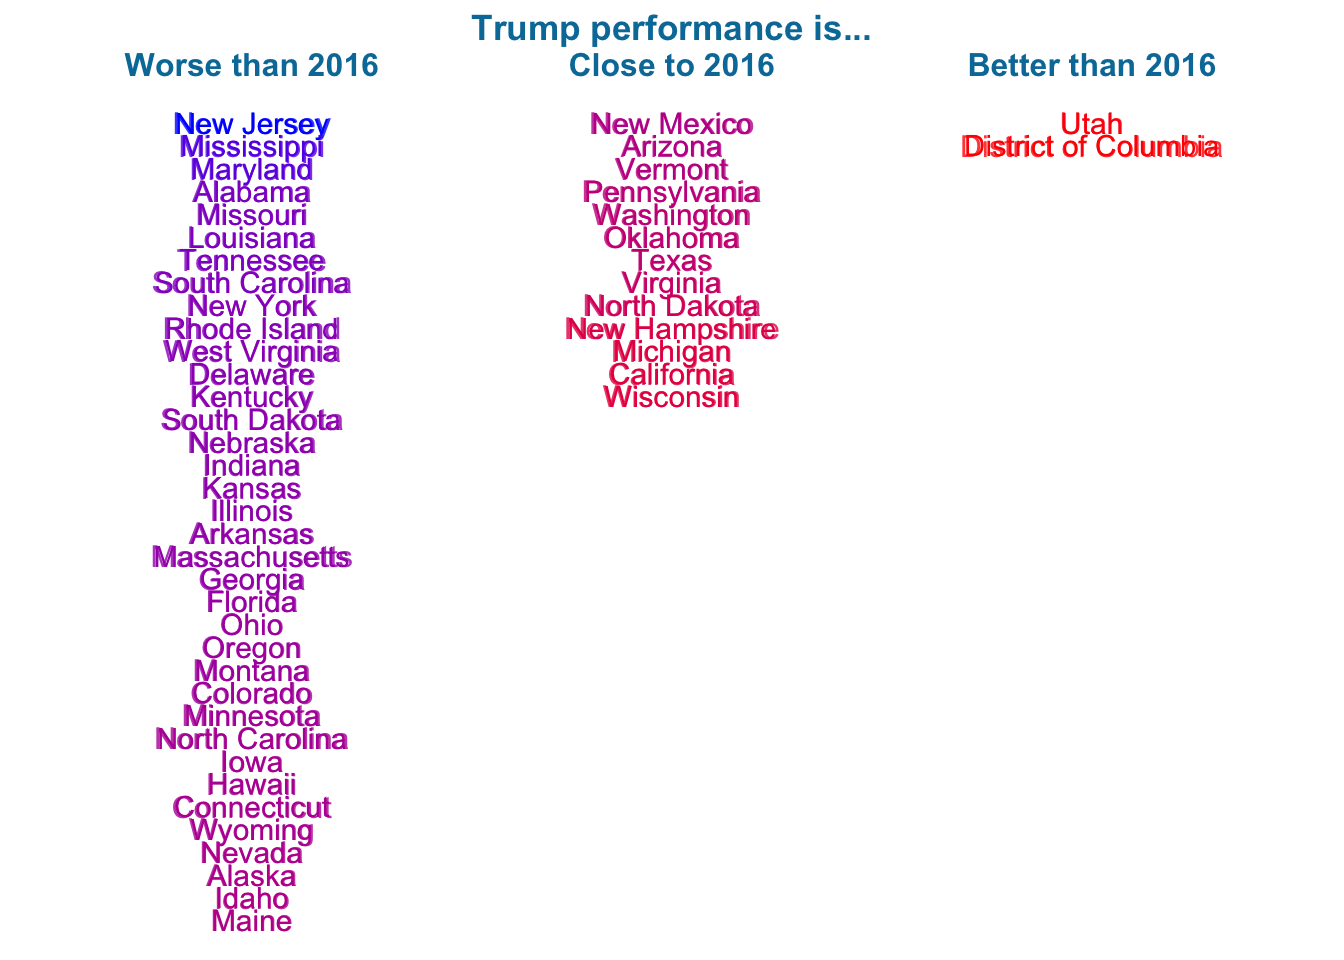 Trump performance is...
Worse than 2016
New Jersey
Mississippi
Maryland
Alabama
Missouri
Louisiana
Tennessee
South Carolina
New York
Rhode Island
West Virginia
Delaware
Kentucky
South Dakota
Nebraska
Indiana
Kansas
Illinois
Arkansas
Massachusetts
Georgia
Florida
Ohio
Oregon
Montana
Colorado
Minnesota
North Carolina
Iowa
Hawaii
Connecticut
Wyoming
Nevada
Alaska
Idaho
Maine
Close to 2016
New Mexico
Arizona
Vermont
Pennsylvania
Washington
Oklahoma
Texas
Virginia
North Dakota
New Hampshire
Michigan
California
Wisconsin
Better than 2016
Utah
District of Columbia